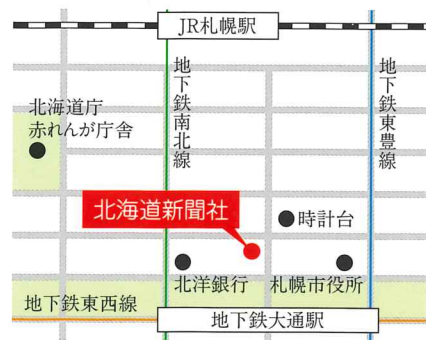 JR札幌駅
地下鉄南北線
地下鉄東豊線
北海道庁
赤れんが庁舎
北海道新聞社
時計台
北洋銀行
札幌市役所
地下鉄東西線
地下鉄大通駅